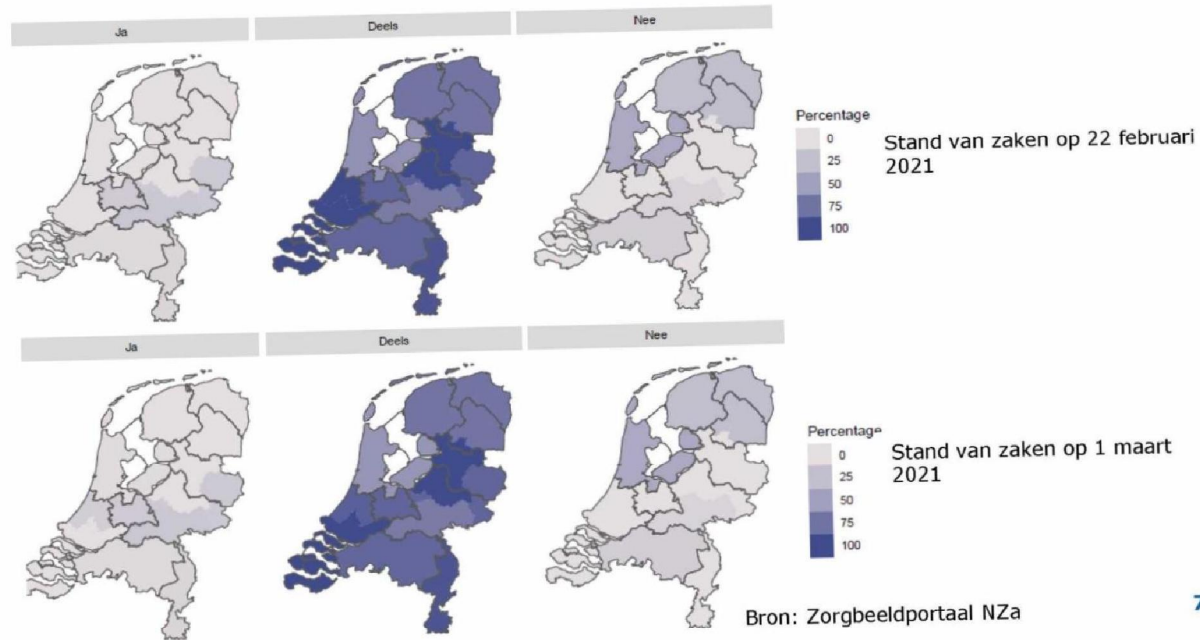 Ja
Deels
Nee
Percentage
0
25
50
75
100
Stand van zaken op 22 februari
2021
Ja
Deels
Nee
Percentage
0
25
50
75
100
Stand van zaken op 1 maart
2021
Bron: Zorgbeeldportaal NZa
7